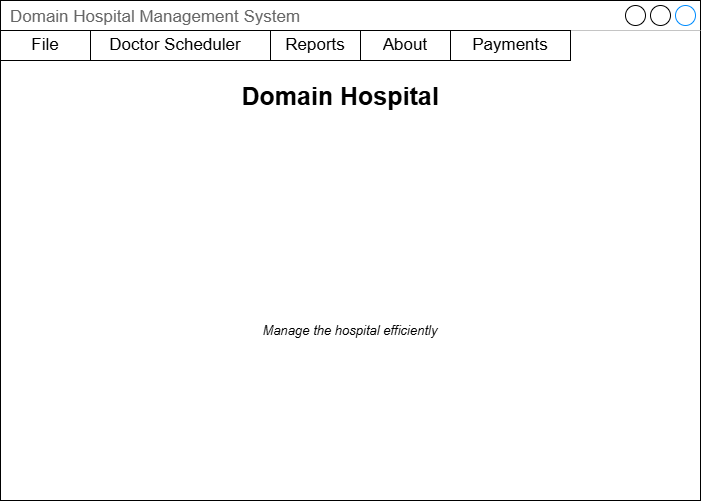 Domain Hospital Management System
File Doctor Scheduler Reports About Payments
Domain Hospital
Manage the hospital efficiently